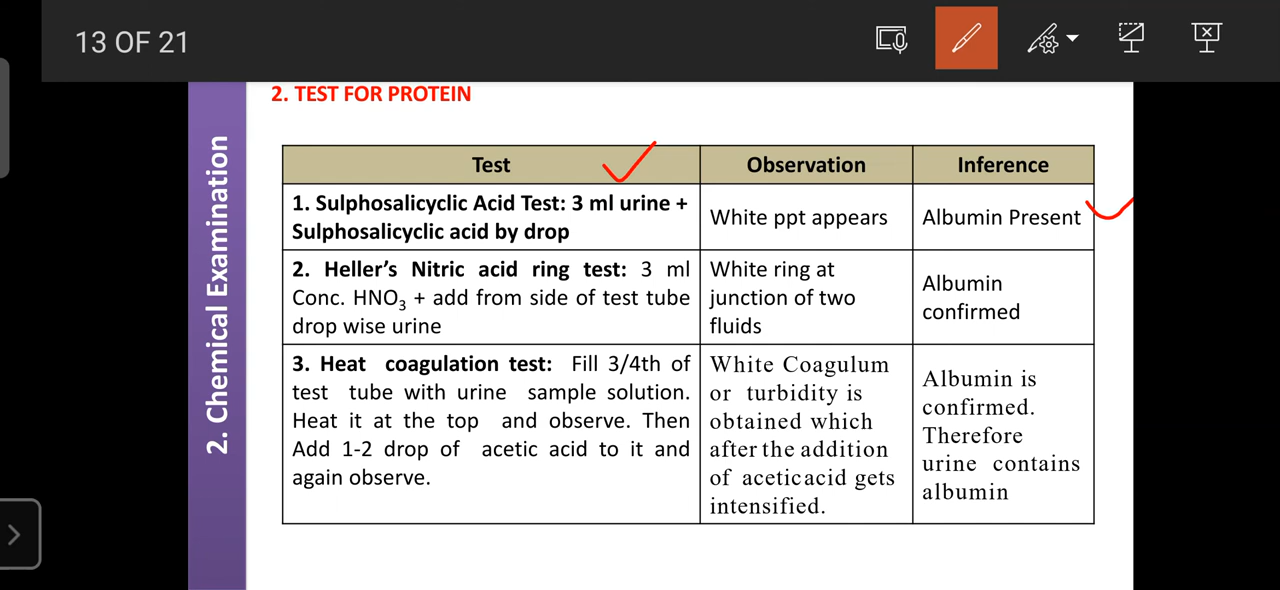 13 OF 21
2. Chemical Examination
2. TEST FOR PROTEIN
Test
Observation
Inference
1. Sulphosalicyclic Acid Test: 3 ml urine +
Sulphosalicyclic acid by drop
White ppt appears
Albumin Present
2. Heller’s Nitric acid ring test: 3 ml
Conc. HNO₃ + add from side of test tube
drop wise urine
White ring at
junction of two
fluids
Albumin
confirmed
3. Heat coagulation test: Fill 3/4th of
test tube with urine sample solution.
Heat it at the top and observe. Then
Add 1-2 drop of acetic acid to it and
again observe.
White Coagulum
or turbidity is
obtained which
after the addition
of acetic acid gets
intensified.
Albumin is
confirmed.
Therefore
urine contains
albumin